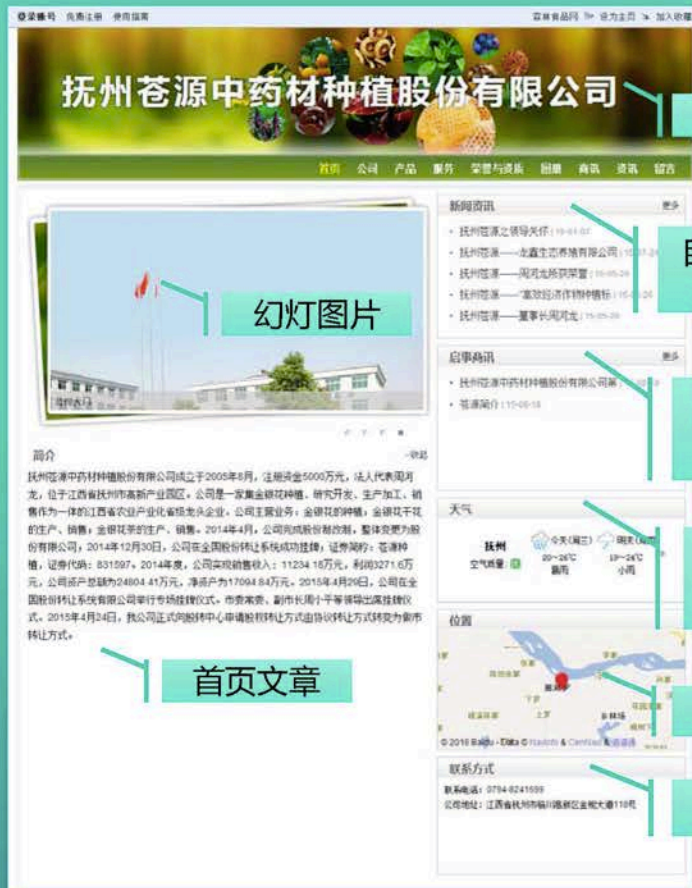 登录账号 免费注册 使用指南
森林食品网 设为主页 加入收藏
抚州苍源中药材种植股份有限公司
首页 公司 产品 服务 荣誉与资质 图册 商讯 资讯 留言
幻灯图片
简介
收起
抚州苍源中药材种植股份有限公司成立于2005年8月，注册资金5000万元，法人代表周河
龙，位于江西省抚州市高新产业园区。公司是一家集金银花种植、研究开发、生产加工、销
售作为一体的江西省农业产业化省级龙头企业。公司主营业务：金银花的种植；金银花干花
的生产、销售；金银花茶的生产、销售。2014年4月，公司完成股份制改制，整体变更为股
份有限公司；2014年12月30日，公司在全国股份转让系统成功挂牌；证券简称：苍源种
植，证券代码：831597。2014年度，公司实现销售收入：11234.18万元，利润3271.6万
元，公司资产总额为24804.41万元，净资产为17094.84万元。2015年4月29日，公司在全
国股份转让系统有限公司举行专场挂牌仪式。市委常委、副市长周小平等领导出席挂牌仪
式。2015年4月24日，我公司正式向股转中心申请股权转让方式由协议转让方式转变为做市
转让方式。
首页文章
新闻资讯 更多
抚州苍源之领导关怀
抚州苍源——龙鑫生态养殖有限公司
抚州苍源——周河龙所获荣誉
抚州苍源——“高效经济作物种植标
抚州苍源——董事长周河龙
启事商讯 更多
抚州苍源中药材种植股份有限公司第
苍源简介
天气
抚州 今天(周三)
空气质量: 20~24℃ 19~24℃
小雨
位置
联系方式
联系电话：0794-8241699
公司地址：江西省抚州市临川高新区金柅大道118号